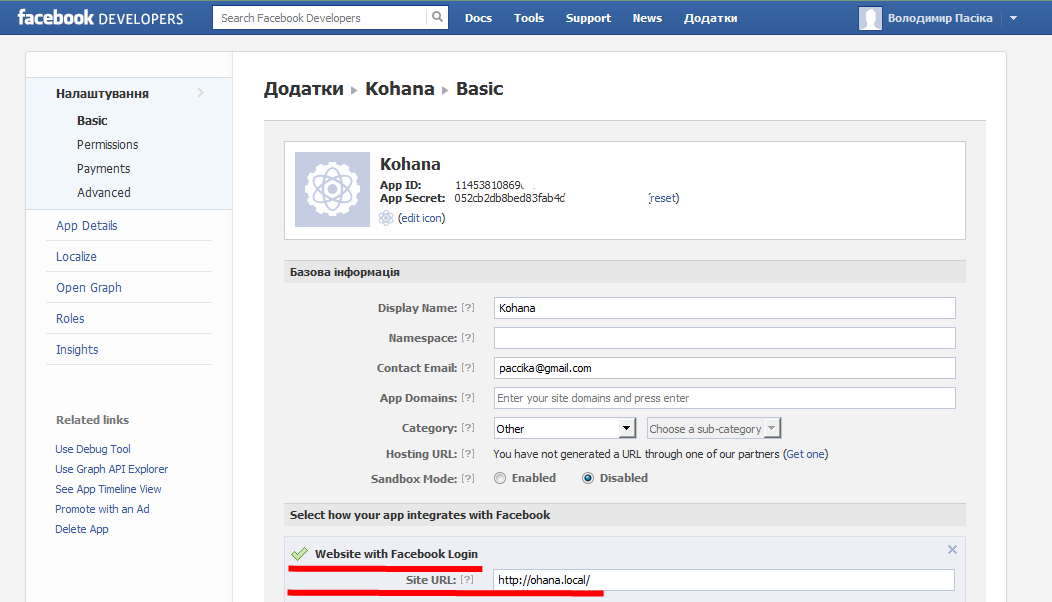 facebook DEVELOPERS
Search Facebook Developers
Docs Tools Support News Додатки
Володимир Пасіка
Налаштування
Basic
Permissions
Payments
Advanced
App Details
Localize
Open Graph
Roles
Insights
Related links
Use Debug Tool
Use Graph API Explorer
See App Timeline View
Promote with an Ad
Delete App
Додатки ▸ Kohana ▸ Basic
Kohana
App ID: 11453810869
App Secret: 052cb2db8bed83fab4 (reset)
(edit icon)
Базова інформація
Display Name: [?] Kohana
Namespace: [?]
Contact Email: [?] paccika@gmail.com
App Domains: [?] Enter your site domains and press enter
Category: [?] Other Choose a sub-category
Hosting URL: [?] You have not generated a URL through one of our partners (Get one)
Sandbox Mode: [?] Enabled Disabled
Select how your app integrates with Facebook
Website with Facebook Login
Site URL: [?] http://ohana.local/